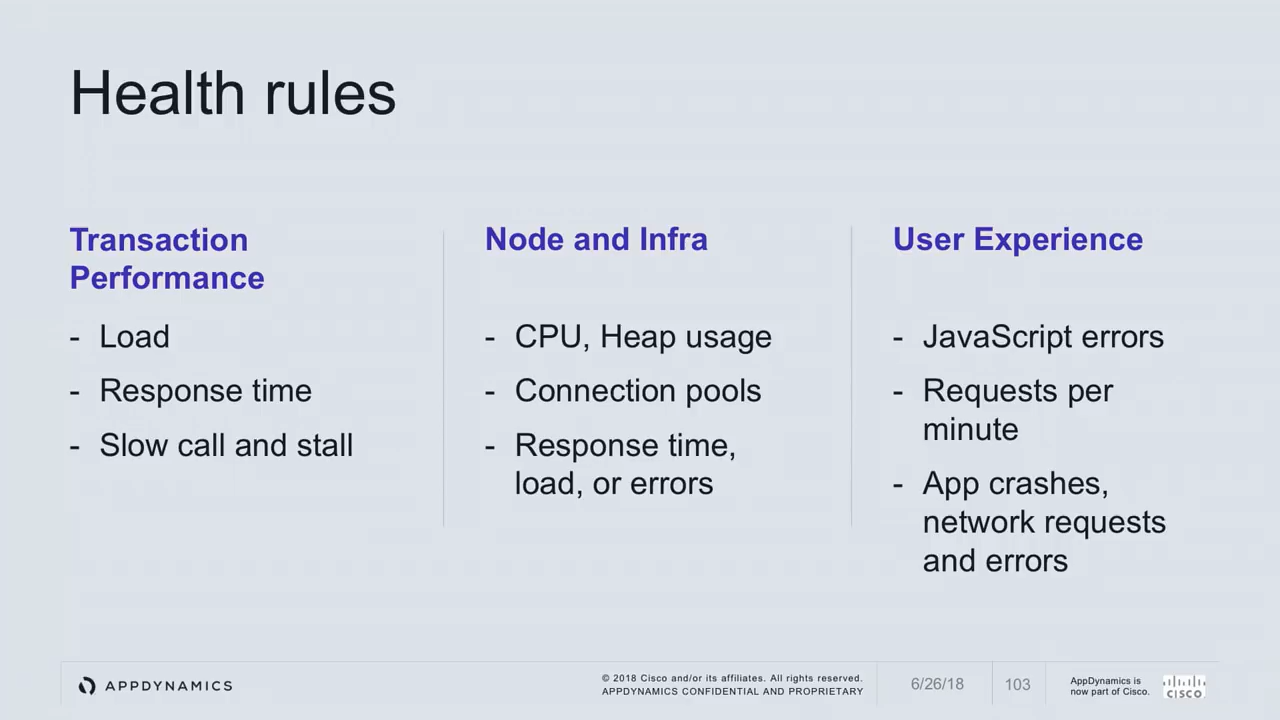 Health rules
Transaction
Performance
- Load
- Response time
- Slow call and stall
Node and Infra
- CPU, Heap usage
- Connection pools
- Response time,
load, or errors
User Experience
- JavaScript errors
- Requests per
minute
- App crashes,
network requests
and errors
APPDYNAMICS
© 2018 Cisco and/or its affiliates. All rights reserved.
APPDYNAMICS CONFIDENTIAL AND PROPRIETARY
6/26/18
103
AppDynamics is
now part of Cisco.
CISCO